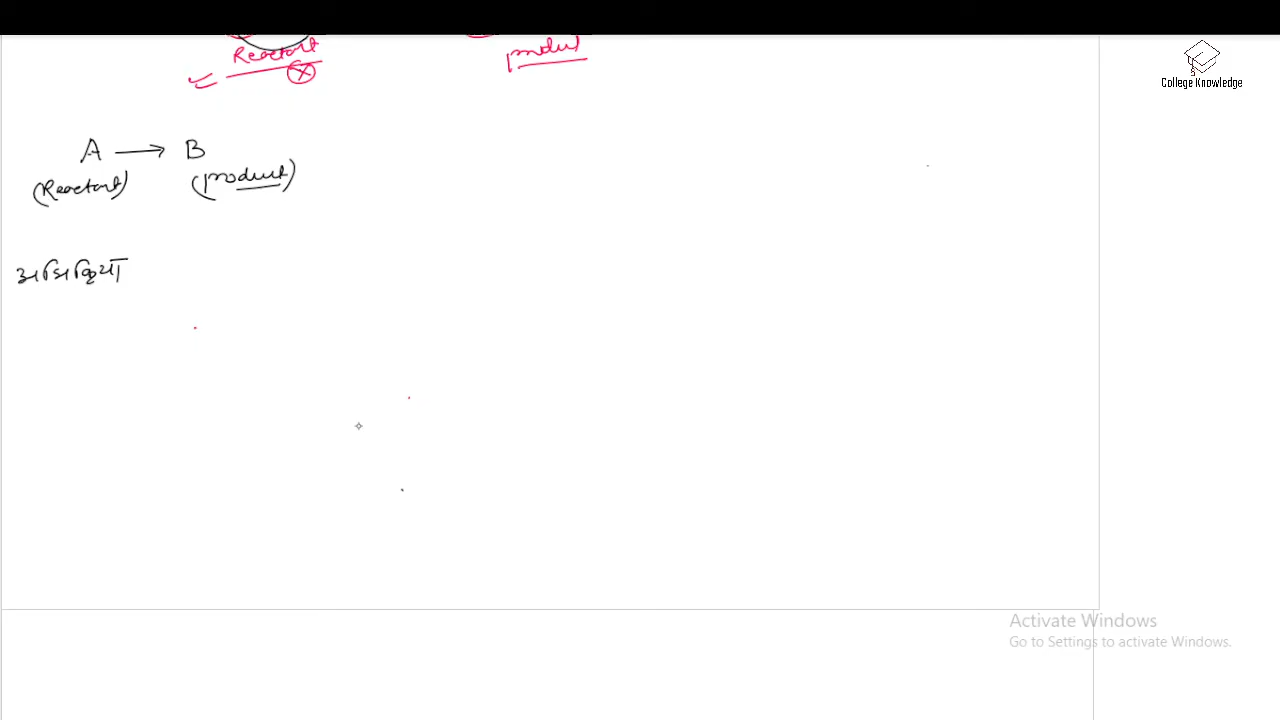 Reactant
product
College Knowledge
A → B
(Reactant) (product)
अभिक्रिया
Activate Windows
Go to Settings to activate Windows.